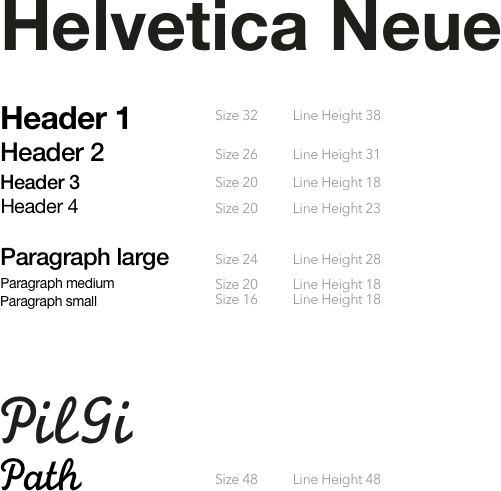 Helvetica Neue
Header 1 Size 32 Line Height 38
Header 2 Size 26 Line Height 31
Header 3 Size 20 Line Height 18
Header 4 Size 20 Line Height 23
Paragraph large Size 24 Line Height 28
Paragraph medium Size 20 Line Height 18
Paragraph small Size 16 Line Height 18
PilGi
Path Size 48 Line Height 48